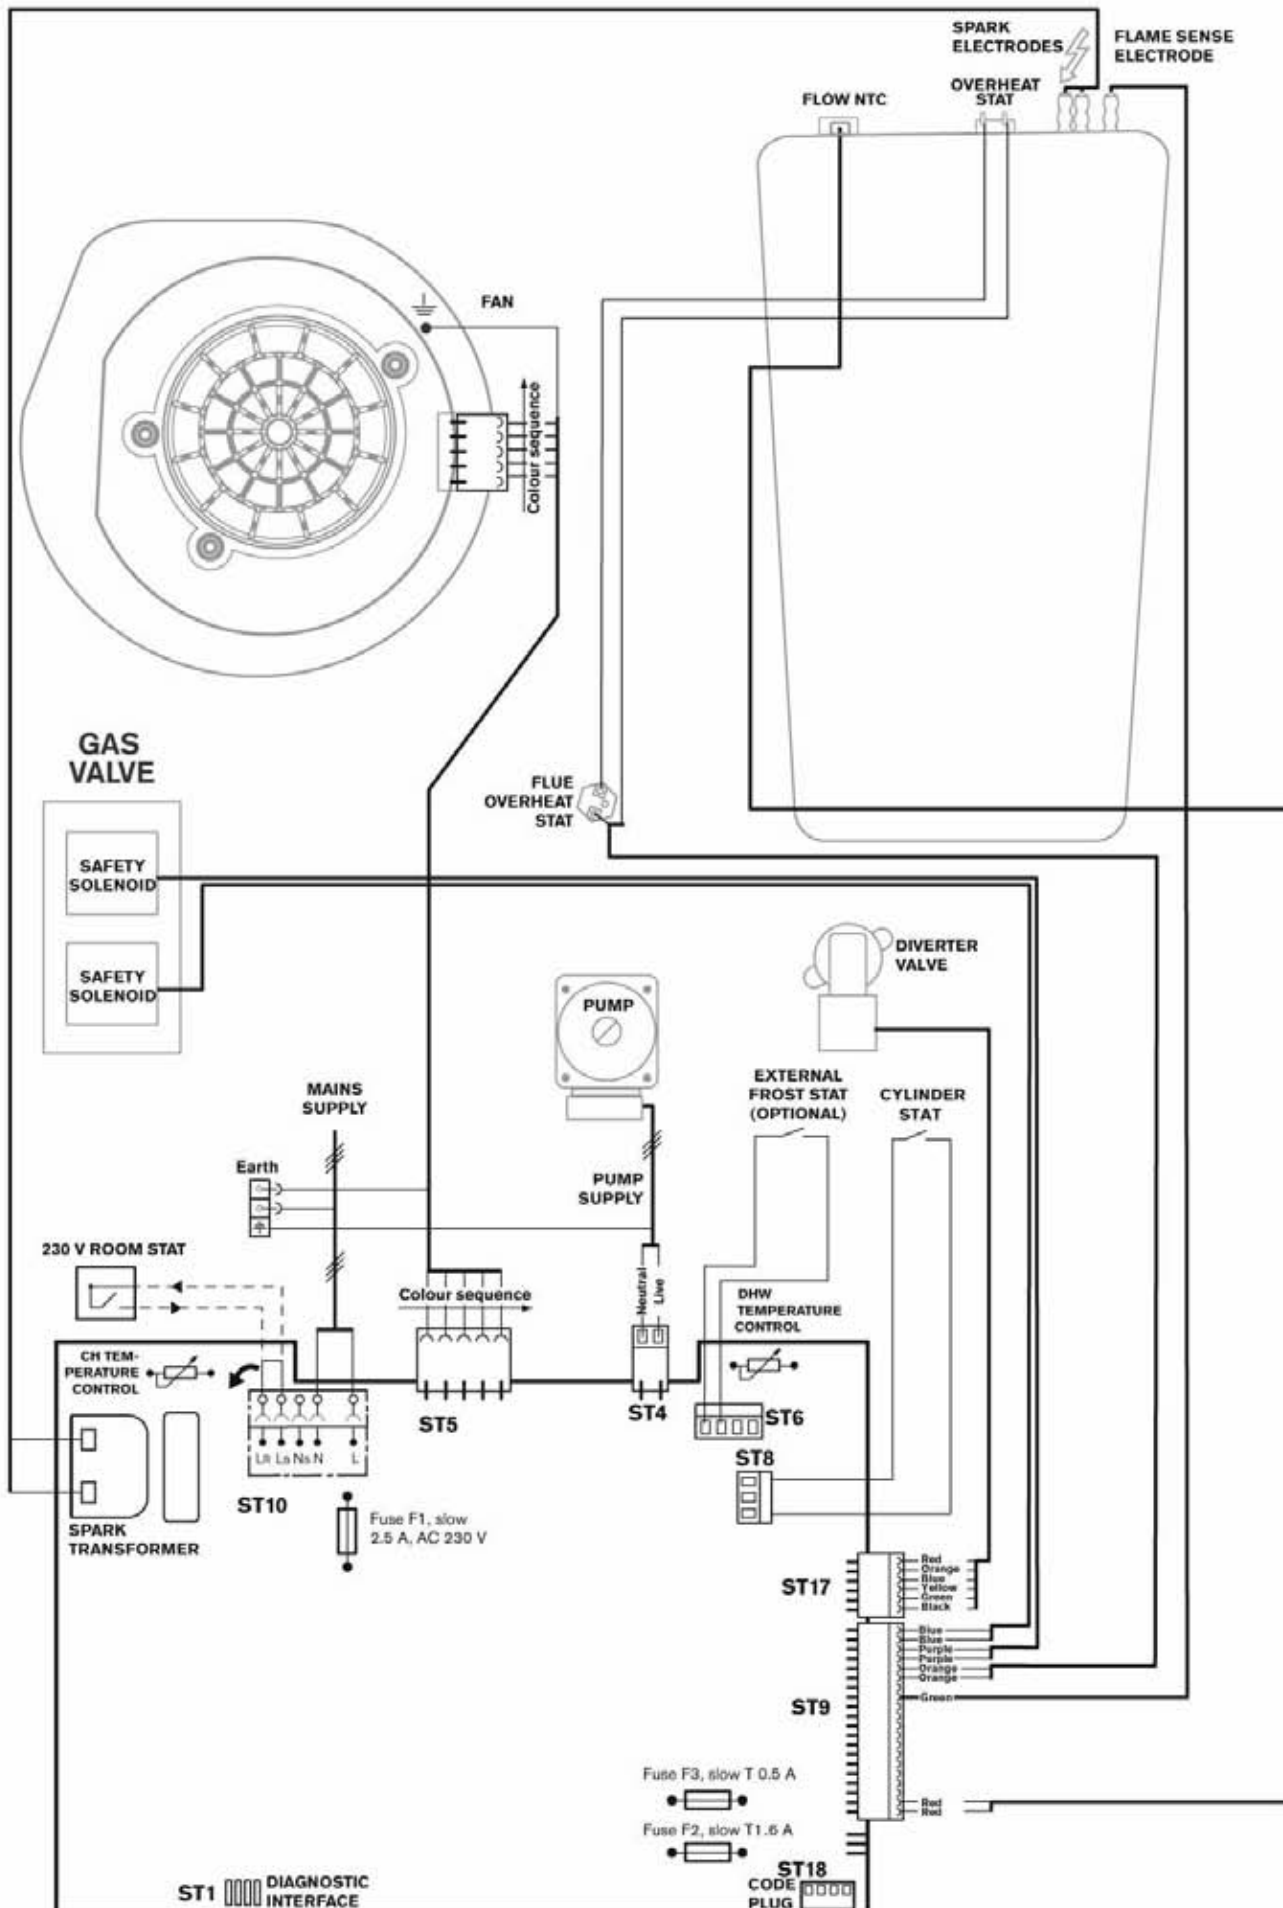 SPARK
ELECTRODES
FLAME SENSE
ELECTRODE
OVERHEAT
STAT
FLOW NTC
FAN
Colour sequence
GAS
VALVE
SAFETY
SOLENOID
SAFETY
SOLENOID
FLUE
OVERHEAT
STAT
DIVERTER
VALVE
PUMP
EXTERNAL
FROST STAT
(OPTIONAL)
CYLINDER
STAT
MAINS
SUPPLY
Earth
PUMP
SUPPLY
230 V ROOM STAT
Colour sequence
Neutral
Live
DHW
TEMPERATURE
CONTROL
CH TEM-
PERATURE
CONTROL
ST5
ST4
ST6
ST8
LR Ls Ns N L
ST10
SPARK
TRANSFORMER
Fuse F1, slow
2.5 A, AC 230 V
ST17
Red
Orange
Blue
Yellow
Green
Black
Blue
Blue
Purple
Purple
Orange
Orange
Green
ST9
Fuse F3, slow T 0.5 A
Red
Red
Fuse F2, slow T1.6 A
ST18
CODE
PLUG
ST1
DIAGNOSTIC
INTERFACE